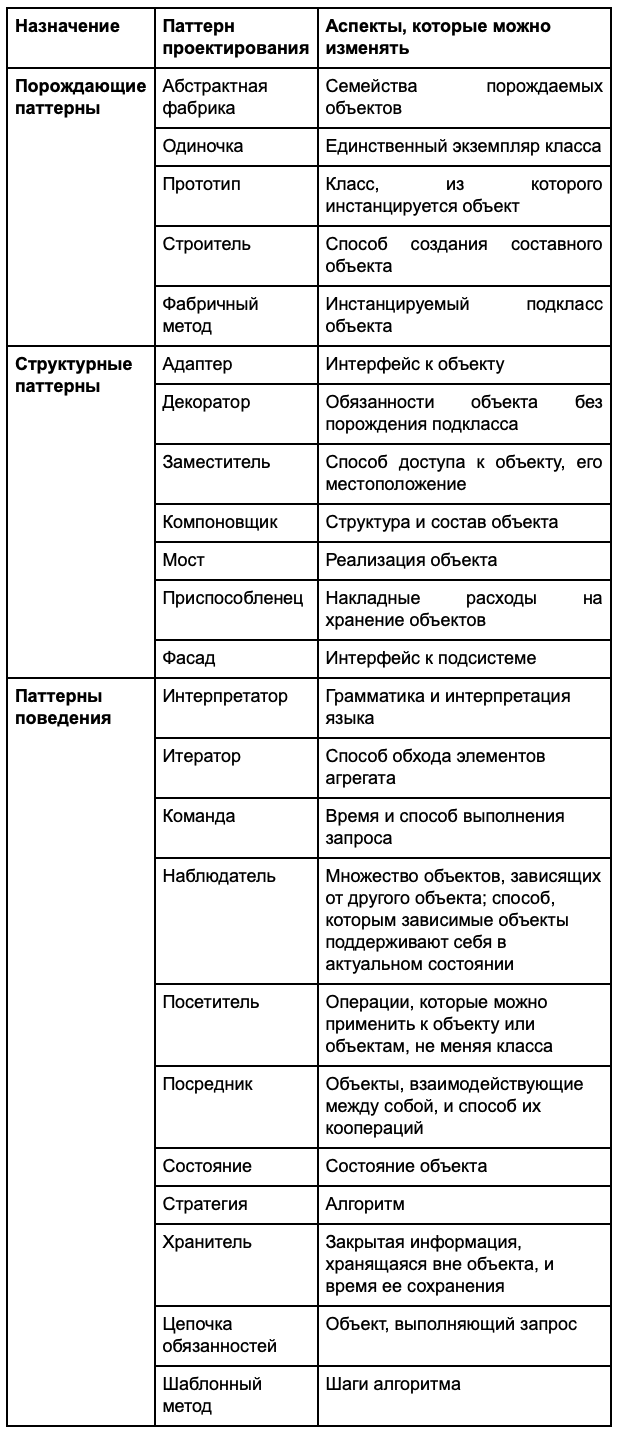 Назначение
Паттерн
проектирования
Аспекты, которые можно
изменять
Порождающие
паттерны
Абстрактная
фабрика
Семейства порождаемых
объектов
Одиночка
Единственный экземпляр класса
Прототип
Класс, из которого
инстанцируется объект
Строитель
Способ создания составного
объекта
Фабричный
метод
Инстанцируемый подкласс
объекта
Структурные
паттерны
Адаптер
Интерфейс к объекту
Декоратор
Обязанности объекта без
порождения подкласса
Заместитель
Способ доступа к объекту, его
местоположение
Компоновщик
Структура и состав объекта
Мост
Реализация объекта
Приспособленец
Накладные расходы на
хранение объектов
Фасад
Интерфейс к подсистеме
Паттерны
поведения
Интерпретатор
Грамматика и интерпретация
языка
Итератор
Способ обхода элементов
агрегата
Команда
Время и способ выполнения
запроса
Наблюдатель
Множество объектов, зависящих
от другого объекта; способ,
которым зависимые объекты
поддерживают себя в
актуальном состоянии
Посетитель
Операции, которые можно
применить к объекту или
объектам, не меняя класса
Посредник
Объекты, взаимодействующие
между собой, и способ их
коопераций
Состояние
Состояние объекта
Стратегия
Алгоритм
Хранитель
Закрытая информация,
хранящаяся вне объекта, и
время ее сохранения
Цепочка
обязанностей
Объект, выполняющий запрос
Шаблонный
метод
Шаги алгоритма